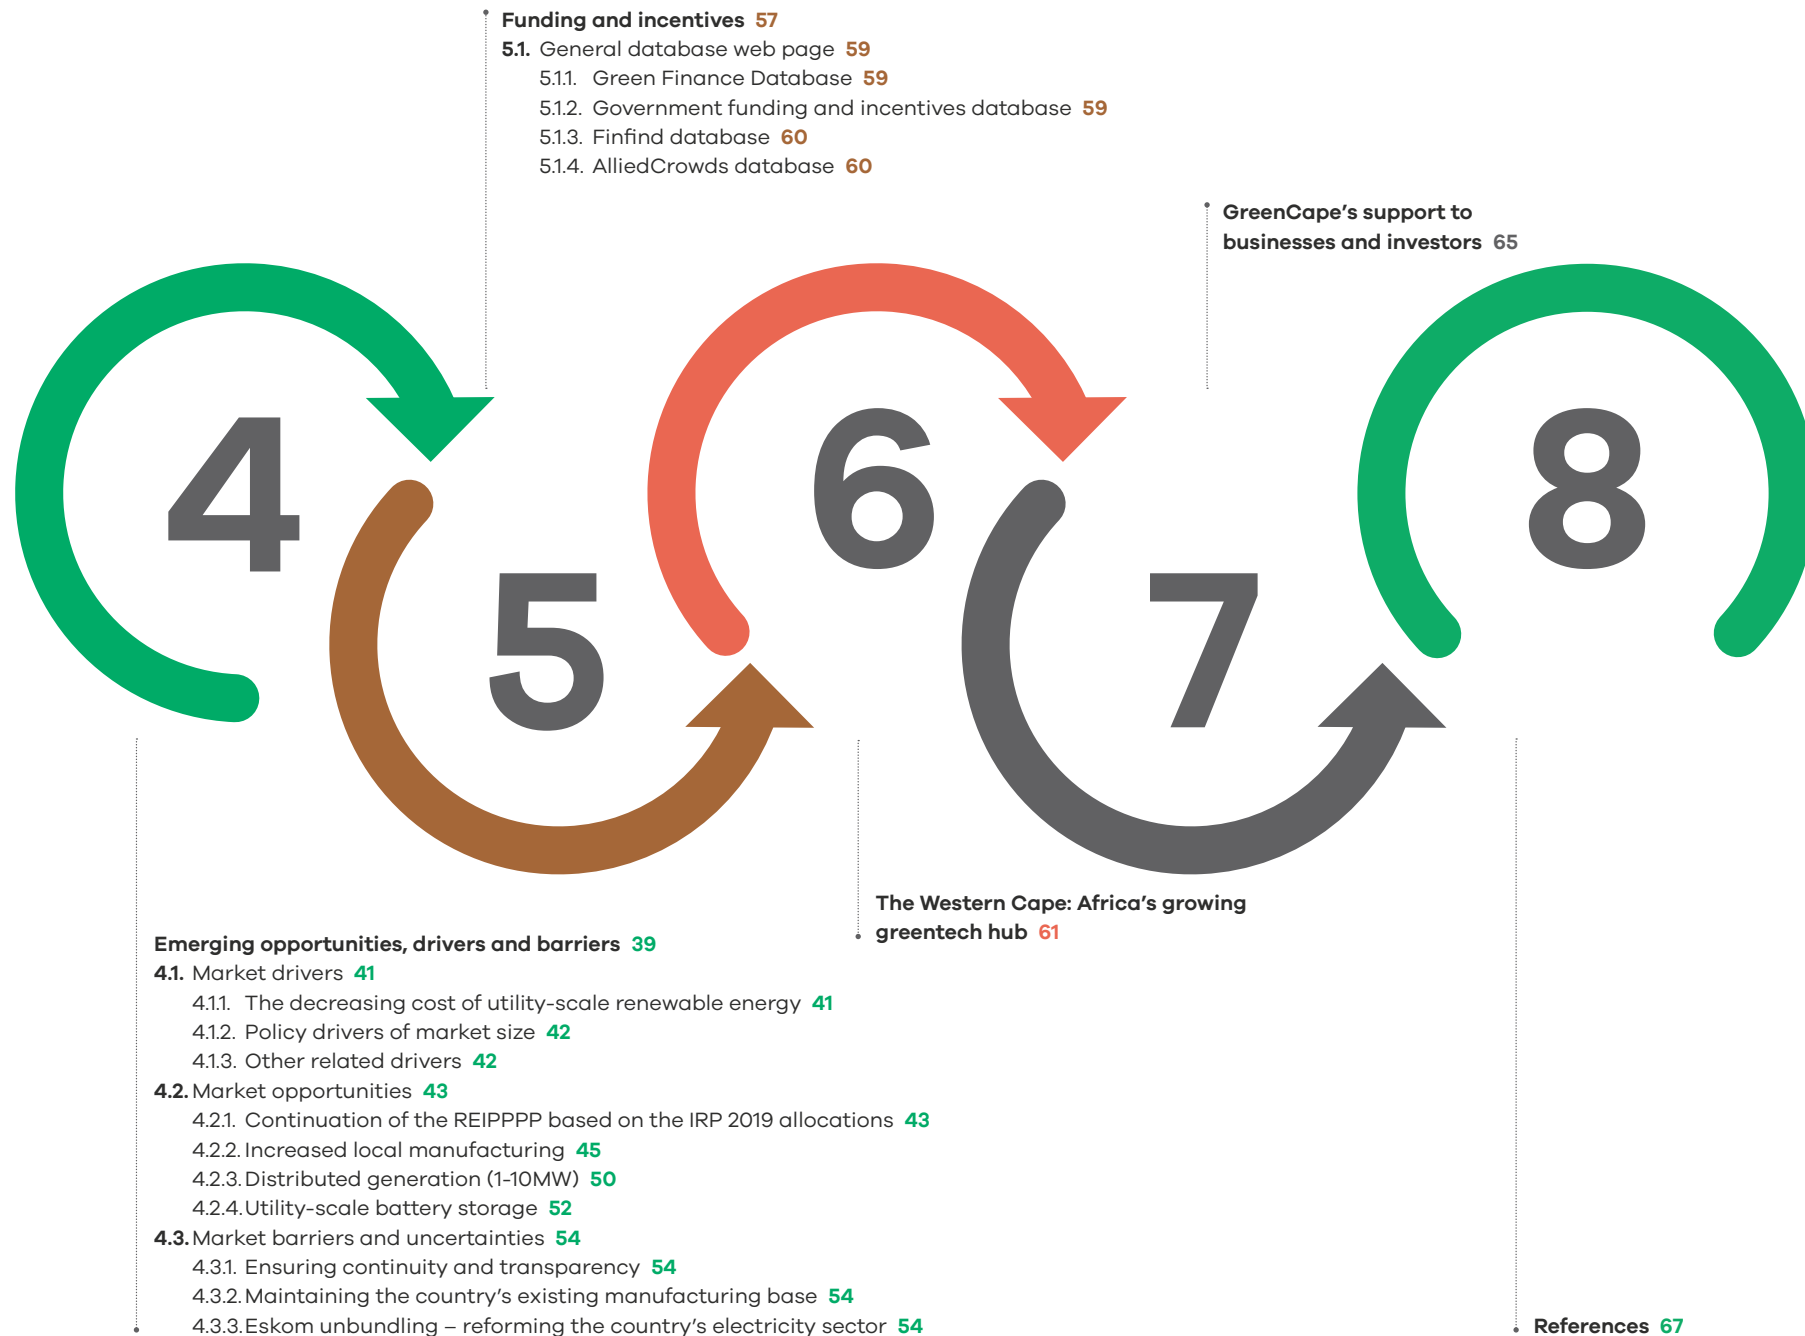 Funding and incentives 57
5.1. General database web page 59
5.1.1. Green Finance Database 59
5.1.2. Government funding and incentives database 59
5.1.3. Finfind database 60
5.1.4. AlliedCrowds database 60
GreenCape's support to
businesses and investors 65
4
5
6
7
8
The Western Cape: Africa's growing
greentech hub 61
Emerging opportunities, drivers and barriers 39
4.1. Market drivers 41
4.1.1. The decreasing cost of utility-scale renewable energy 41
4.1.2. Policy drivers of market size 42
4.1.3. Other related drivers 42
4.2. Market opportunities 43
4.2.1. Continuation of the REIPPPP based on the IRP 2019 allocations 43
4.2.2. Increased local manufacturing 45
4.2.3. Distributed generation (1-10MW) 50
4.2.4. Utility-scale battery storage 52
4.3. Market barriers and uncertainties 54
4.3.1. Ensuring continuity and transparency 54
4.3.2. Maintaining the country's existing manufacturing base 54
4.3.3. Eskom unbundling – reforming the country's electricity sector 54
References 67